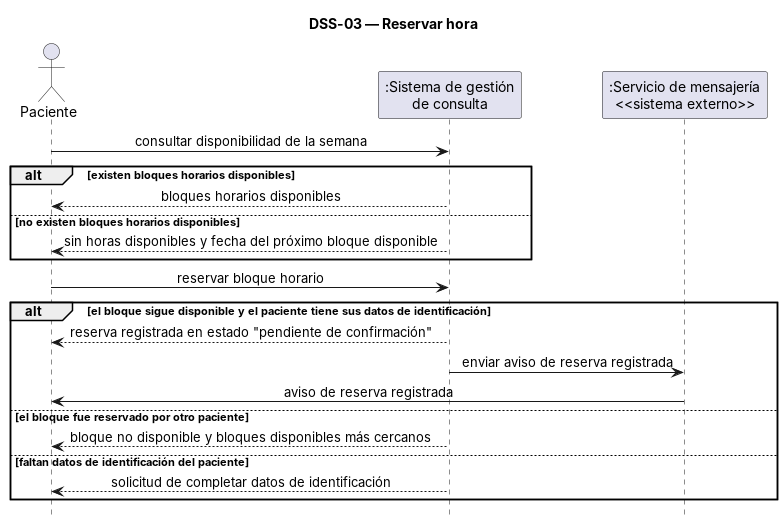 DSS-03 — Reservar hora
Paciente
:Sistema de gestión
de consulta
:Servicio de mensajería
<<sistema externo>>
consultar disponibilidad de la semana
alt [existen bloques horarios disponibles]
bloques horarios disponibles
[no existen bloques horarios disponibles]
sin horas disponibles y fecha del próximo bloque disponible
reservar bloque horario
alt [el bloque sigue disponible y el paciente tiene sus datos de identificación]
reserva registrada en estado "pendiente de confirmación"
enviar aviso de reserva registrada
aviso de reserva registrada
[el bloque fue reservado por otro paciente]
bloque no disponible y bloques disponibles más cercanos
[faltan datos de identificación del paciente]
solicitud de completar datos de identificación